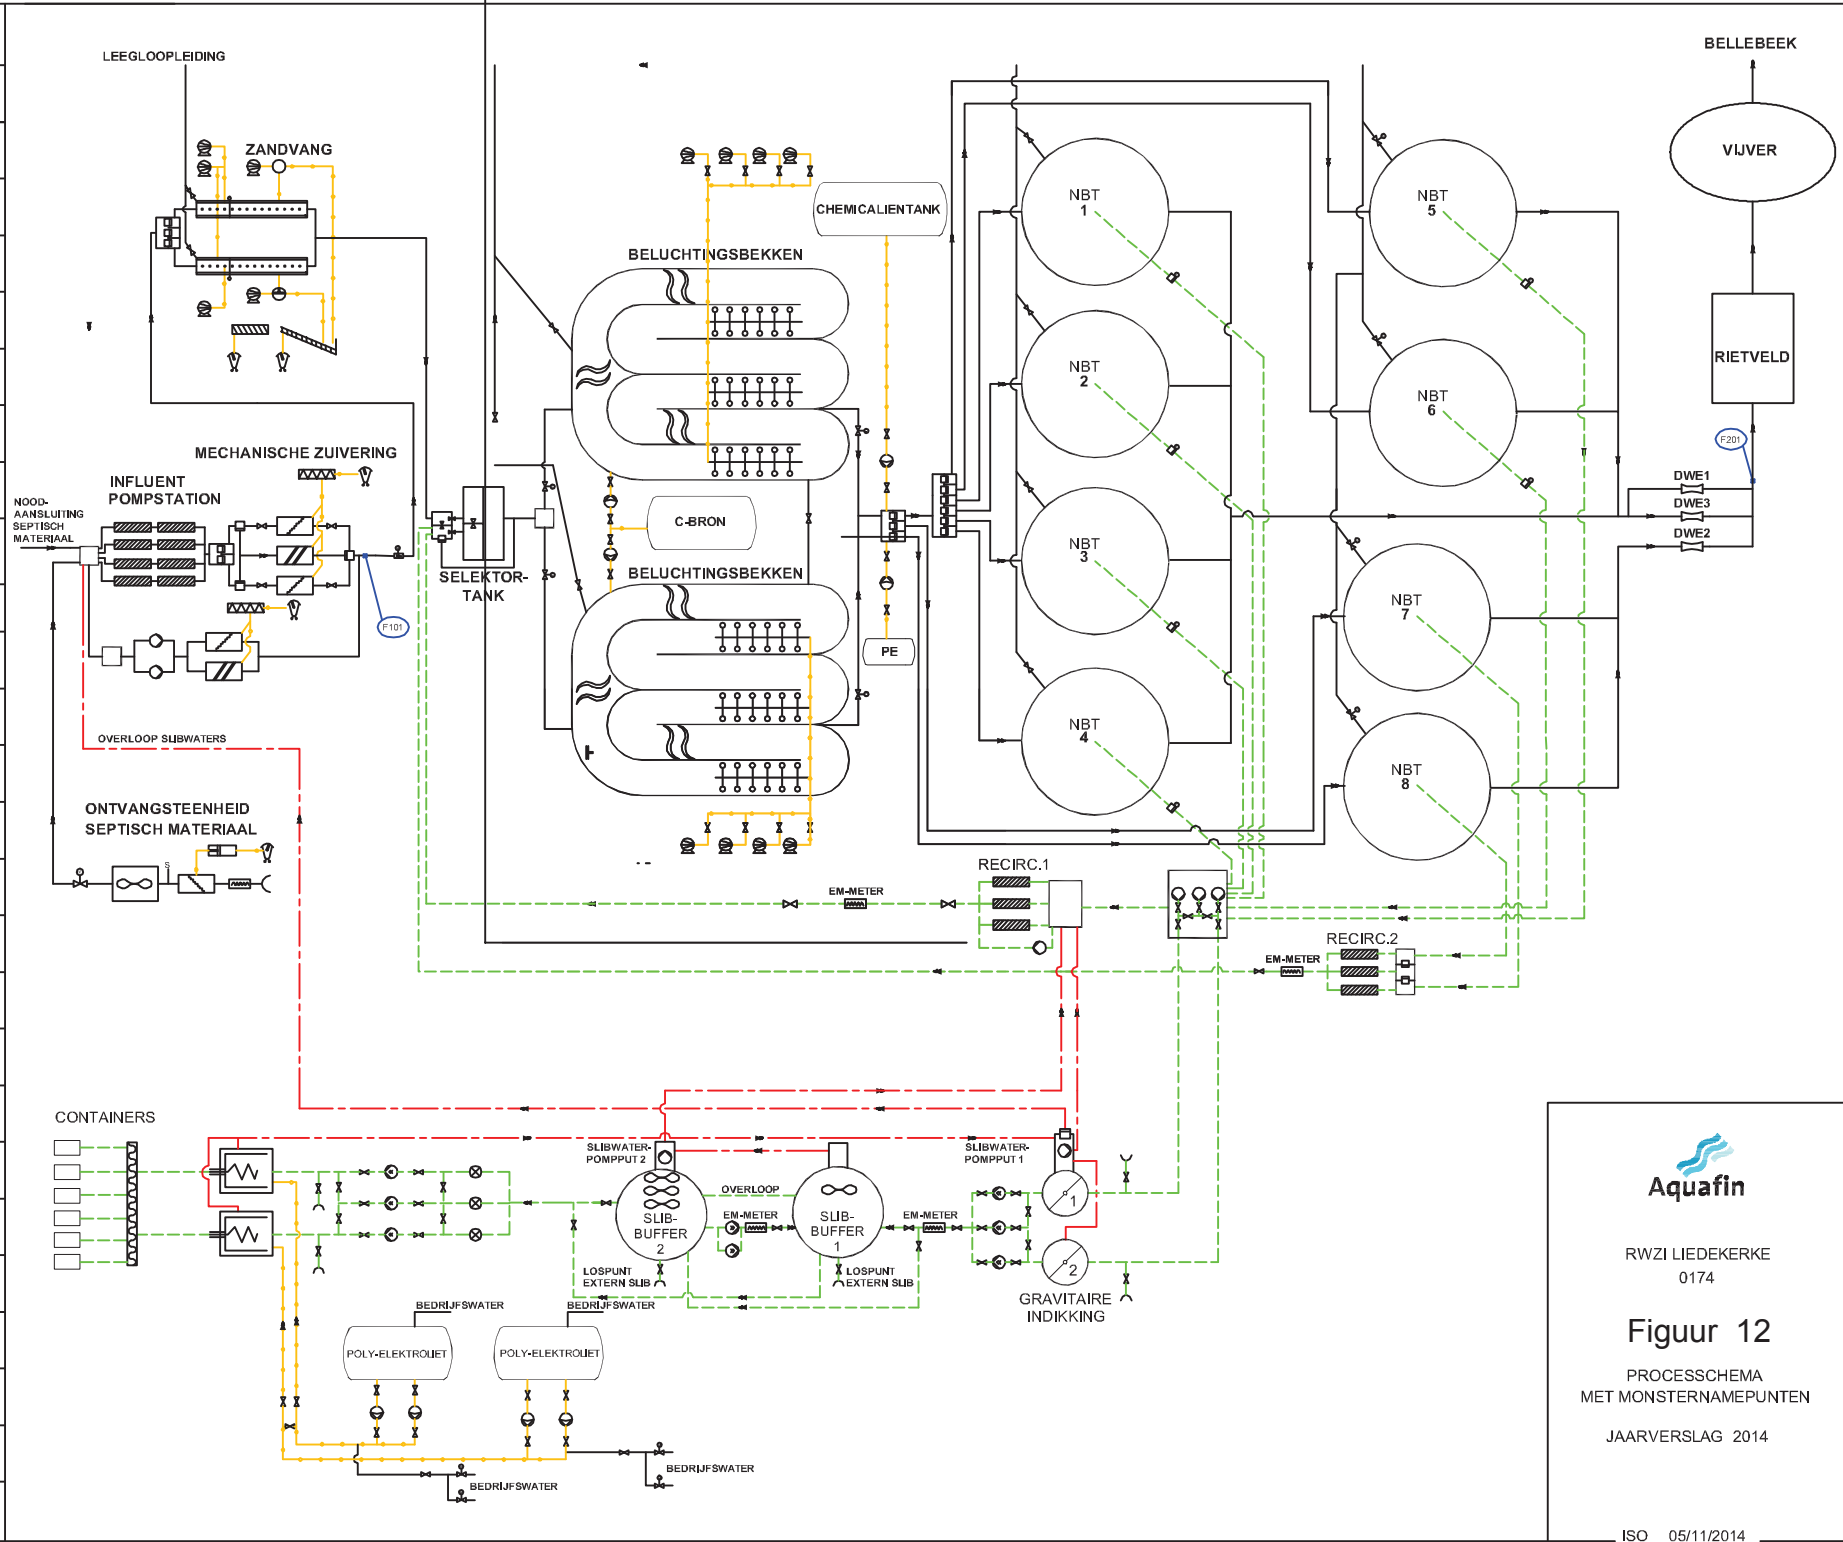 LEEGLOOPLEIDING
BELLEBEEK
ZANDVANG
VIJVER
CHEMICALIENTANK
NBT
1
NBT
5
BELUCHTINGSBEKKEN
RIETVELD
NBT
2
NBT
6
MECHANISCHE ZUIVERING
INFLUENT
POMPSTATION
NOOD-
AANSLUITING
SEPTISCH
MATERIAAL
F201
DWE1
DWE3
DWE2
C-BRON
SELEKTOR-
TANK
BELUCHTINGSBEKKEN
NBT
3
NBT
7
F101
PE
NBT
4
NBT
8
OVERLOOP SLIBWATERS
ONTVANGSTEENHEID
SEPTISCH MATERIAAL
S
RECIRC.1
EM-METER
RECIRC.2
EM-METER
CONTAINERS
SLIBWATER-
POMPPUT 2
SLIBWATER-
POMPPUT 1
OVERLOOP
SLIB-
BUFFER
2
EM-METER
SLIB-
BUFFER
1
EM-METER
1
2
LOSPUNT
EXTERN SLIB
LOSPUNT
EXTERN SLIB
GRAVITAIRE
INDIKKING
BEDRIJFSWATER
BEDRIJFSWATER
POLY-ELEKTROLIET
POLY-ELEKTROLIET
BEDRIJFSWATER
BEDRIJFSWATER
Aquafin
RWZI LIEDEKERKE
0174
Figuur 12
PROCESSCHEMA
MET MONSTERNAMEPUNTEN
JAARVERSLAG 2014
ISO 05/11/2014